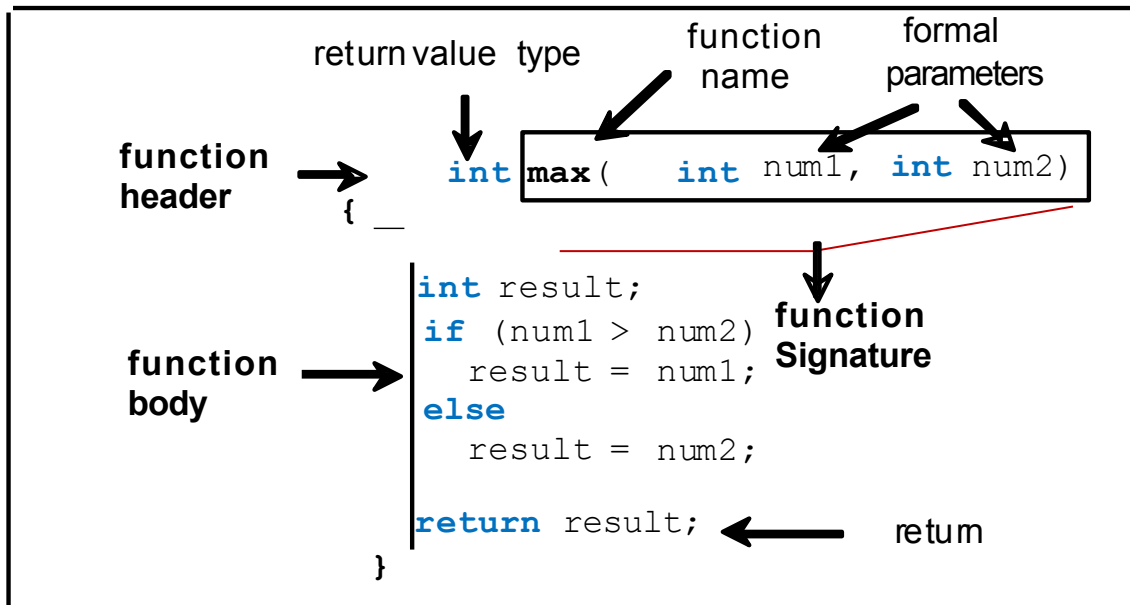 return value type
function
name
formal
parameters
function
header
int max( int num1, int num2)
{ __
int result;
if (num1 > num2)
result = num1;
else
result = num2;
return result;
}
function
Signature
function
body
return